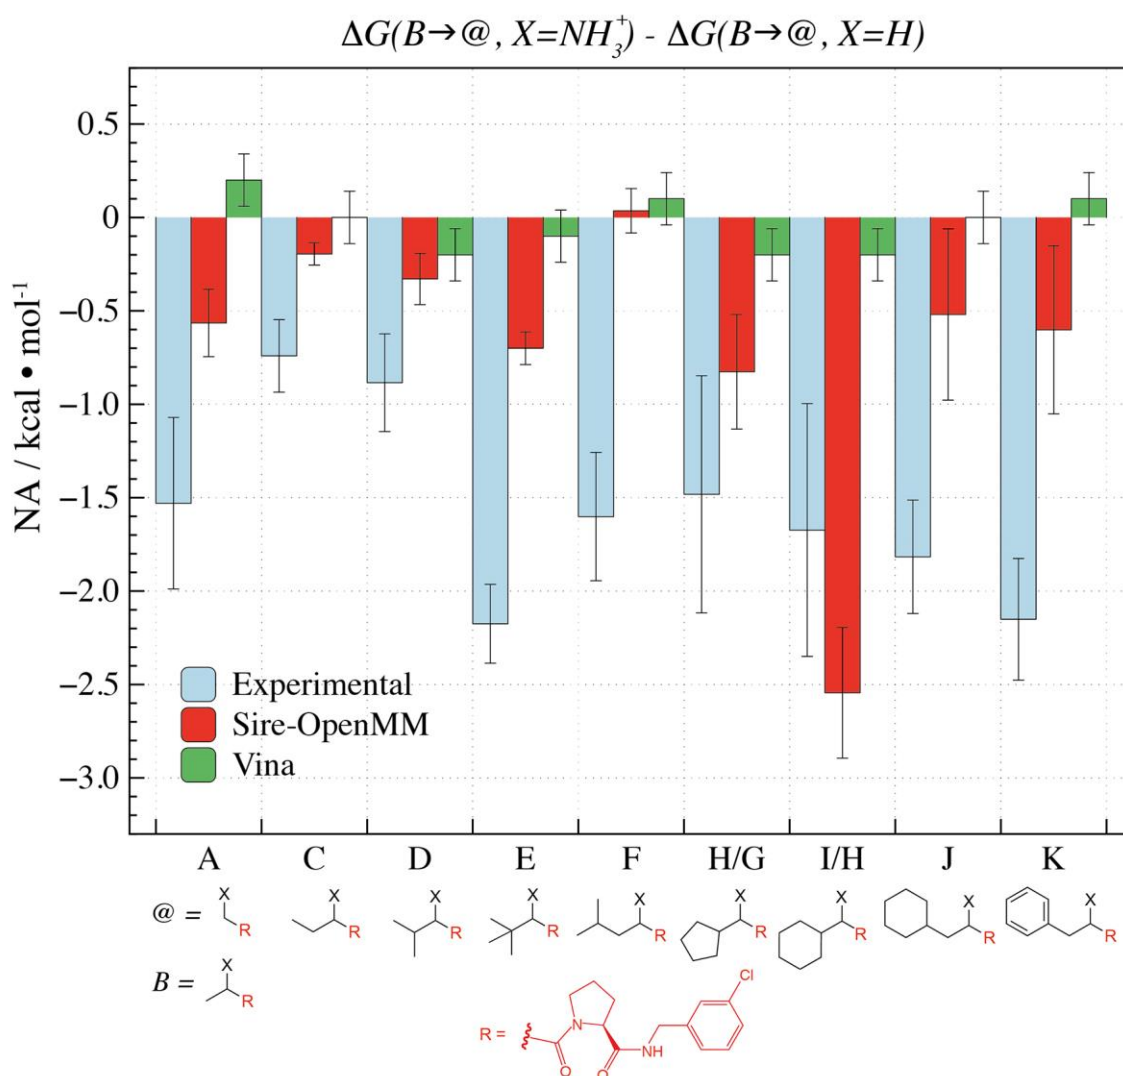 ΔG(B→@, X=NH₃⁺) - ΔG(B→@, X=H)
NA / kcal • mol⁻¹
0.5
0
−0.5
−1.0
−1.5
−2.0
−2.5
−3.0
Experimental
Sire-OpenMM
Vina
A C D E F H/G I/H J K
@ = X R X R X R X R X R X R X R X R X R
B = X R
R = O N O NH Cl